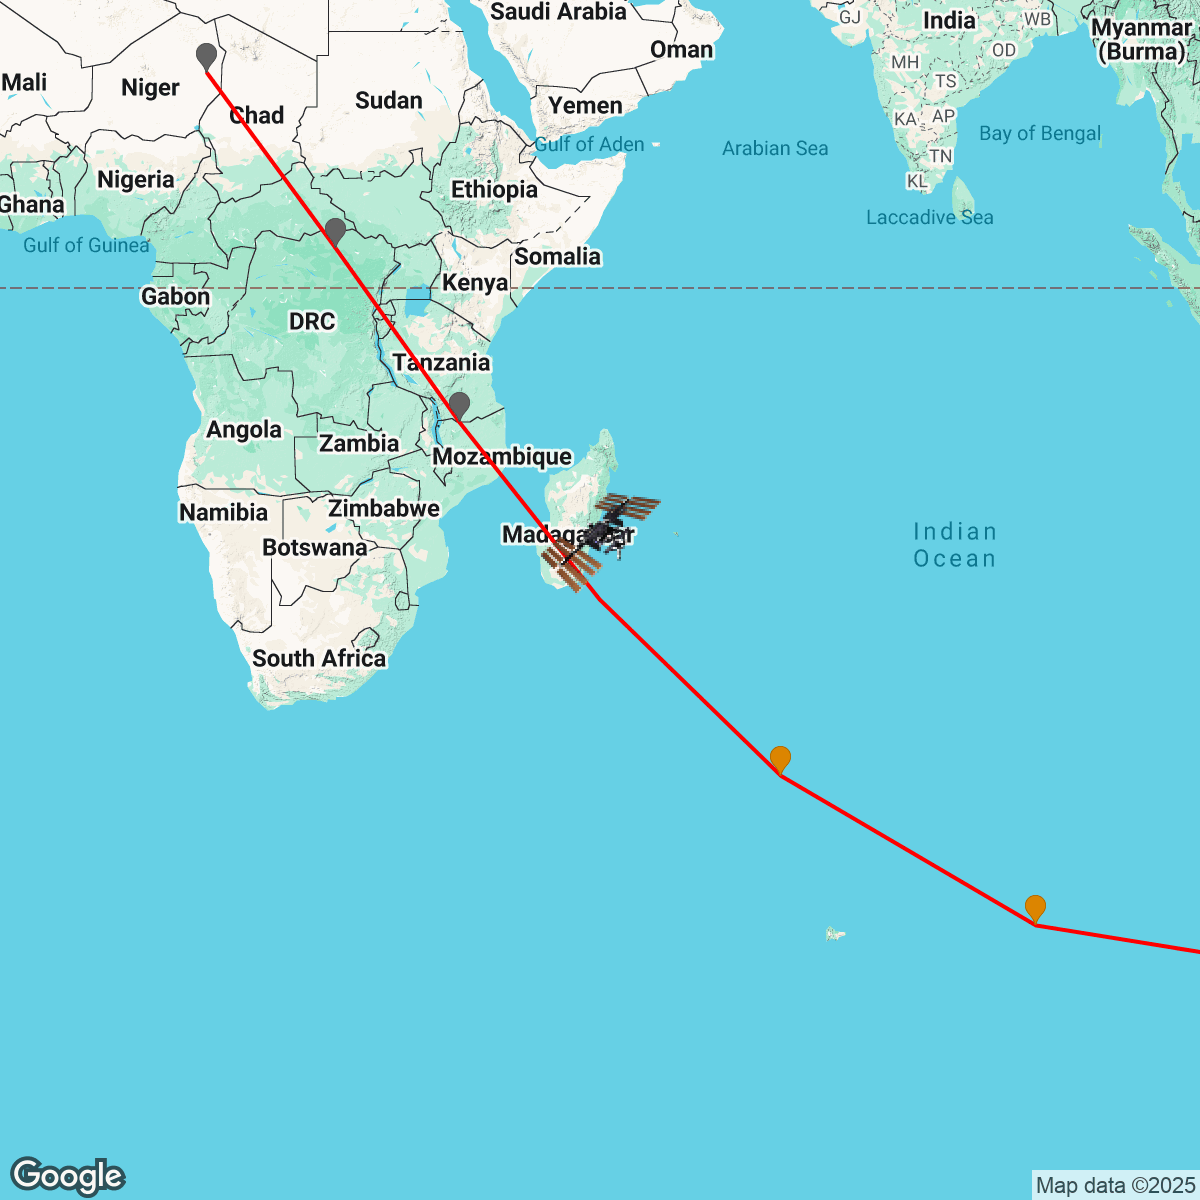 Saudi Arabia
GJ
India
WB
Myanmar
(Burma)
Oman
OD
MH
Mali
Niger
TS
Chad
Sudan
Yemen
KA
AP
Bay of Bengal
Gulf of Aden
Arabian Sea
TN
Nigeria
KL
Ethiopia
Ghana
Laccadive Sea
Gulf of Guinea
Somalia
Kenya
Gabon
DRC
Tanzania
Angola
Zambia
Mozambique
Namibia
Zimbabwe
Madagascar
Indian
Ocean
Botswana
South Africa
Google
Map data ©2025